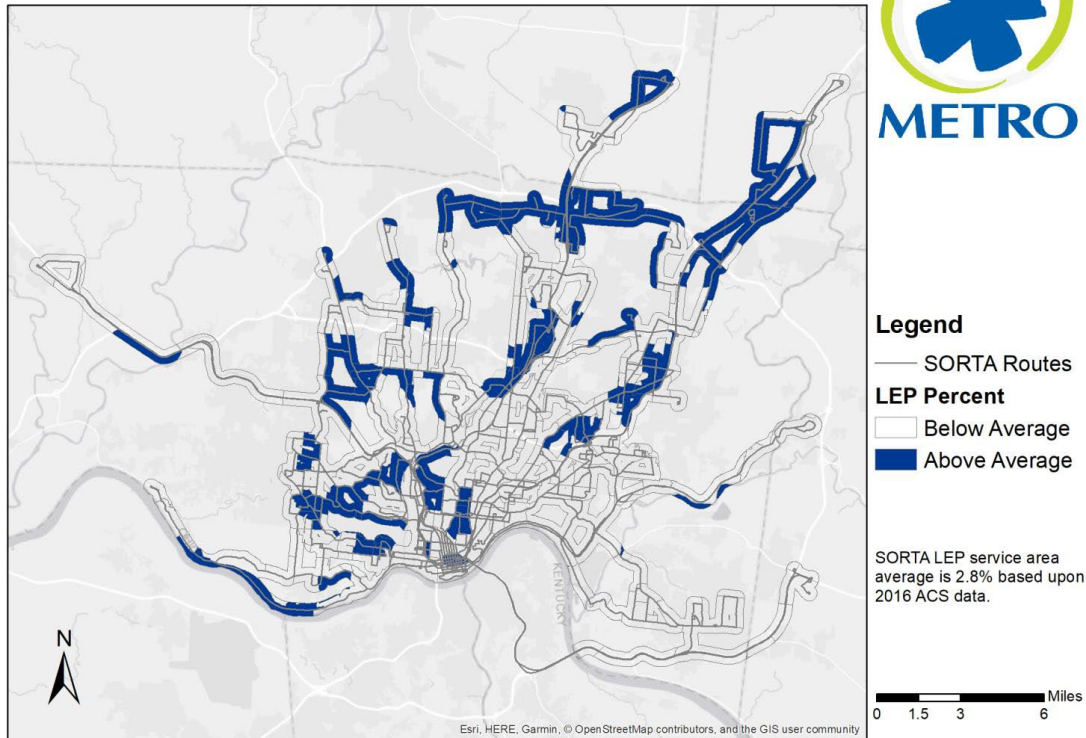 METRO
Legend
SORTA Routes
LEP Percent
Below Average
Above Average
SORTA LEP service area
average is 2.8% based upon
2016 ACS data.
KENTUCKY
N
Miles
0 1.5 3 6
Esri, HERE, Garmin, © OpenStreetMap contributors, and the GIS user community